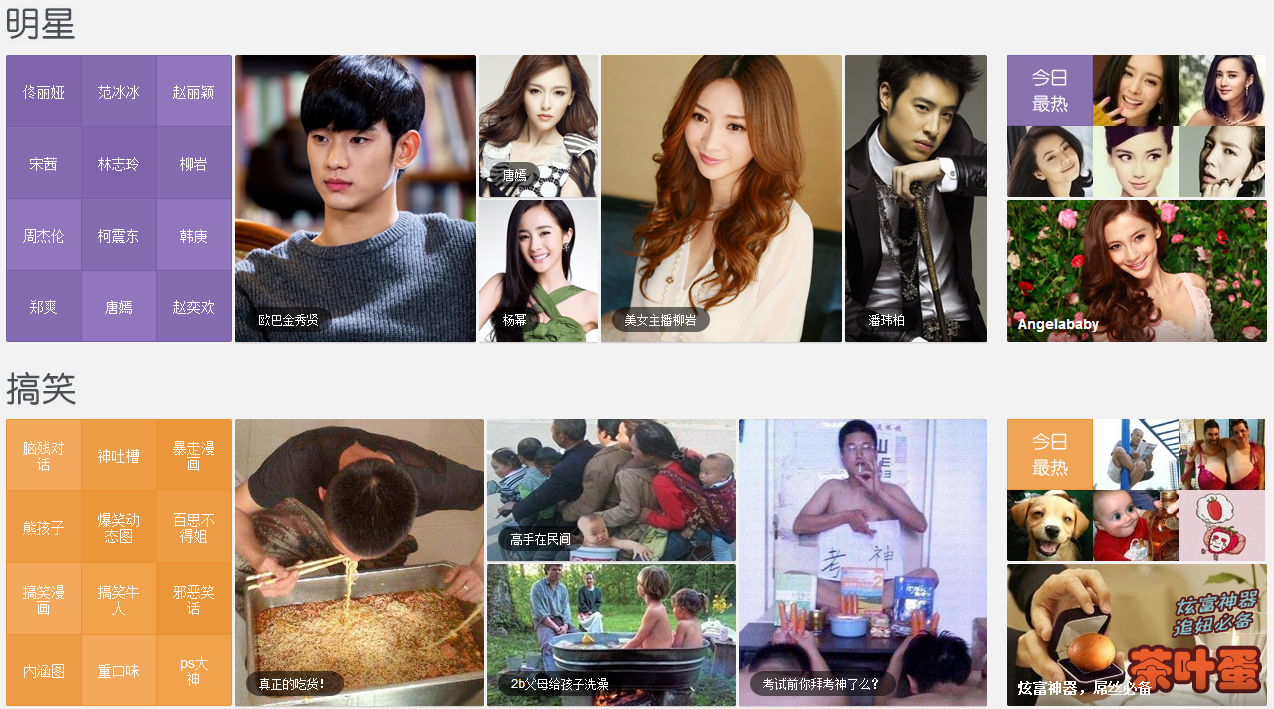 明星
佟丽娅
范冰冰
赵丽颖
宋茜
林志玲
柳岩
周杰伦
柯震东
韩庚
郑爽
唐嫣
赵奕欢
欧巴金秀贤
唐嫣
杨幂
美女主播柳岩
潘玮柏
今日
最热
Angelababy
搞笑
脑残对
话
神吐槽
暴走漫
画
熊孩子
爆笑动
态图
百思不
得姐
搞笑漫
画
搞笑牛
人
邪恶笑
话
内涵图
重口味
ps大
神
真正的吃货！
高手在民间
2b父母给孩子洗澡
考神
考试前你拜考神了么？
今日
最热
炫富神器
追妞必备
茶叶蛋
炫富神器，屌丝必备